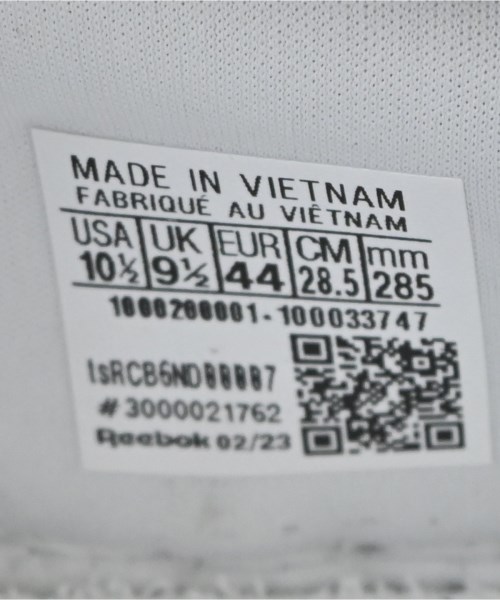 MADE IN VIETNAM
FABRIQUÉ AU VIÊTNAM
USA UK EUR CM mm
10½ 9½ 44 28.5 285
1000200001-100033747
# 3000021762
Reebok 02/23